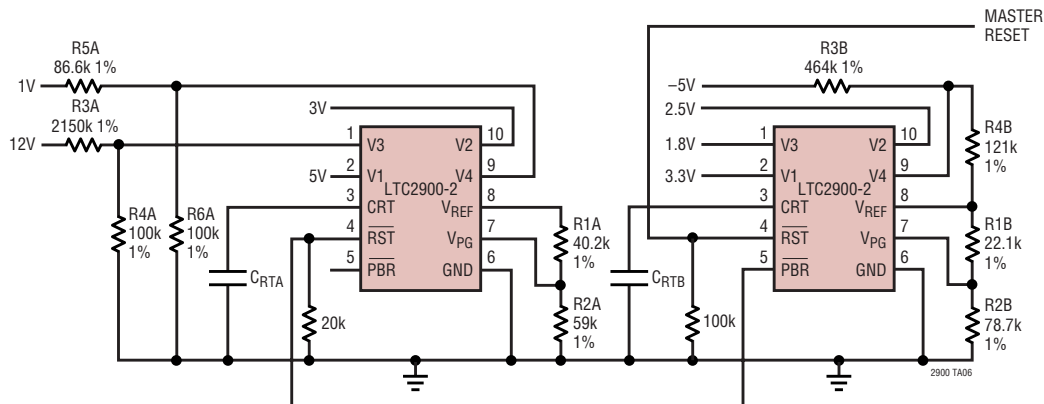 MASTER
RESET
R5A
86.6k 1%
1V
R3A
2150k 1%
12V
R4A
100k
1%
R6A
100k
1%
3V
5V
1
V3
V2
10
2
V1
V4
9
LTC2900-2
3
CRT
VREF
8
4
RST
VPG
7
5
PBR
GND
6
CRTA
20k
R1A
40.2k
1%
R2A
59k
1%
R3B
464k 1%
–5V
2.5V
1.8V
3.3V
1
V3
V2
10
2
V1
V4
9
LTC2900-2
3
CRT
VREF
8
4
RST
VPG
7
5
PBR
GND
6
CRTB
100k
R4B
121k
1%
R1B
22.1k
1%
R2B
78.7k
1%
2900 TA06